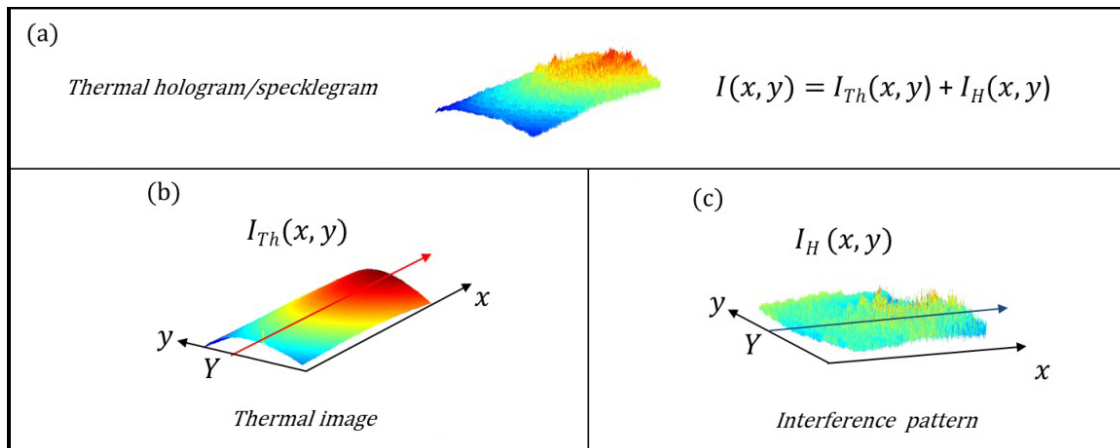 (a)
Thermal hologram/specklegram
I(x, y) = I_Th(x, y) + I_H(x, y)
(b)
I_Th(x, y)
y
Y
x
Thermal image
(c)
I_H (x, y)
y
Y
x
Interference pattern